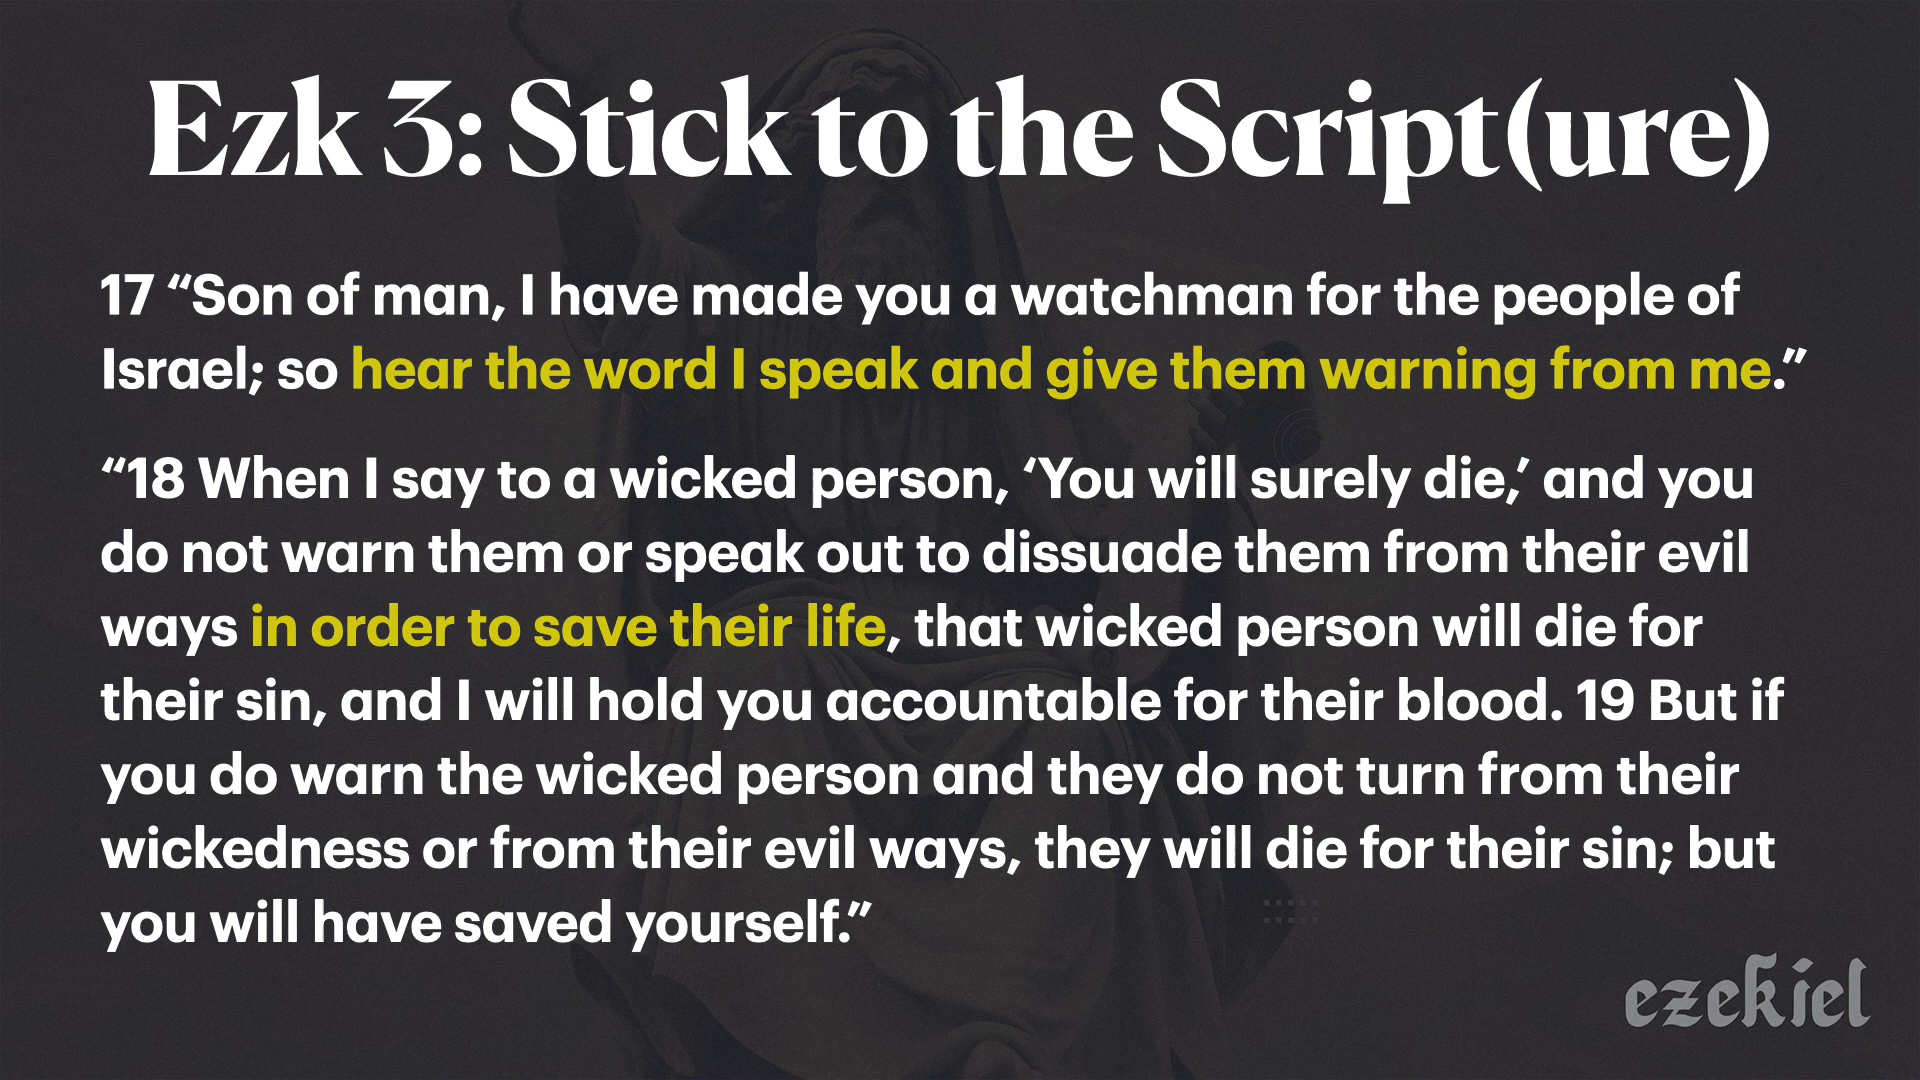 Ezk 3: Stick to the Script(ure)
17 “Son of man, I have made you a watchman for the people of
Israel; so hear the word I speak and give them warning from me.”
“18 When I say to a wicked person, ‘You will surely die,’ and you
do not warn them or speak out to dissuade them from their evil
ways in order to save their life, that wicked person will die for
their sin, and I will hold you accountable for their blood. 19 But if
you do warn the wicked person and they do not turn from their
wickedness or from their evil ways, they will die for their sin; but
you will have saved yourself.”
ezekiel